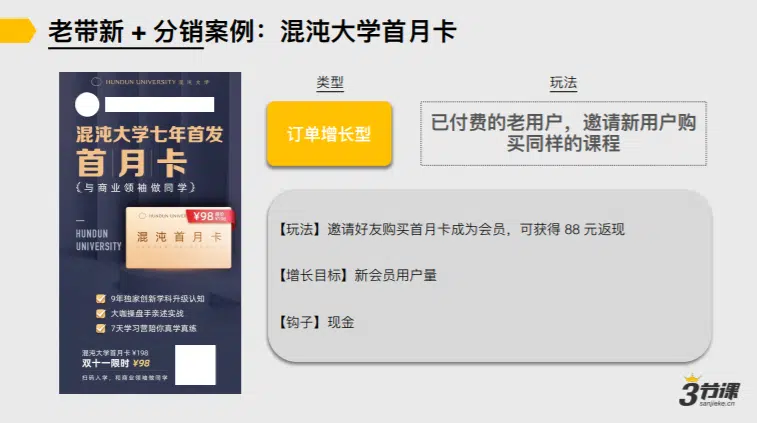 老带新 + 分销案例：混沌大学首月卡
HUNDUN UNIVERSITY 混沌大学
混沌大学七年首发
首月卡
《与商业领袖做同学》
HUNDUN
UNIVERSITY
¥98
混沌首月卡
9年独家创新学科升级认知
大咖操盘手亲述实战
7天学习营陪你真学真练
混沌大学首月卡 ¥198
双十一限时 ¥98
扫码入学，和商业领袖做同学
类型
订单增长型
玩法
已付费的老用户，邀请新用户购
买同样的课程
【玩法】邀请好友购买首月卡成为会员，可获得 88 元返现
【增长目标】新会员用户量
【钩子】现金
3节课
sanjieke.cn